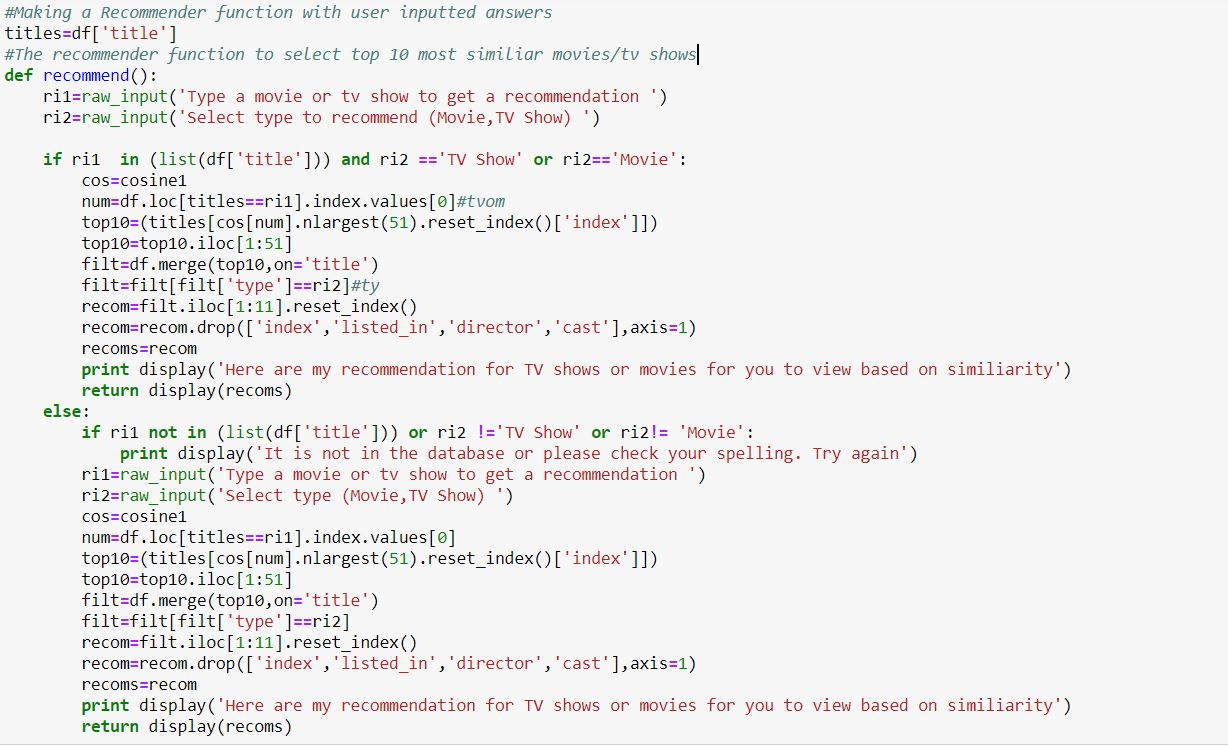 #Making a Recommender function with user inputted answers
titles=df['title']
#The recommender function to select top 10 most similiar movies/tv shows
def recommend():
    ri1=raw_input('Type a movie or tv show to get a recommendation ')
    ri2=raw_input('Select type to recommend (Movie,TV Show) ')

    if ri1  in (list(df['title'])) and ri2 =='TV Show' or ri2=='Movie':
        cos=cosine1
        num=df.loc[titles==ri1].index.values[0]#tvom
        top10=(titles[cos[num].nlargest(51).reset_index()['index']])
        top10=top10.iloc[1:51]
        filt=df.merge(top10,on='title')
        filt=filt[filt['type']==ri2]#ty
        recom=filt.iloc[1:11].reset_index()
        recom=recom.drop(['index','listed_in','director','cast'],axis=1)
        recoms=recom
        print display('Here are my recommendation for TV shows or movies for you to view based on similiarity')
        return display(recoms)
    else:
        if ri1 not in (list(df['title'])) or ri2 !='TV Show' or ri2!= 'Movie':
            print display('It is not in the database or please check your spelling. Try again')
        ri1=raw_input('Type a movie or tv show to get a recommendation ')
        ri2=raw_input('Select type (Movie,TV Show) ')
        cos=cosine1
        num=df.loc[titles==ri1].index.values[0]
        top10=(titles[cos[num].nlargest(51).reset_index()['index']])
        top10=top10.iloc[1:51]
        filt=df.merge(top10,on='title')
        filt=filt[filt['type']==ri2]
        recom=filt.iloc[1:11].reset_index()
        recom=recom.drop(['index','listed_in','director','cast'],axis=1)
        recoms=recom
        print display('Here are my recommendation for TV shows or movies for you to view based on similiarity')
        return display(recoms)